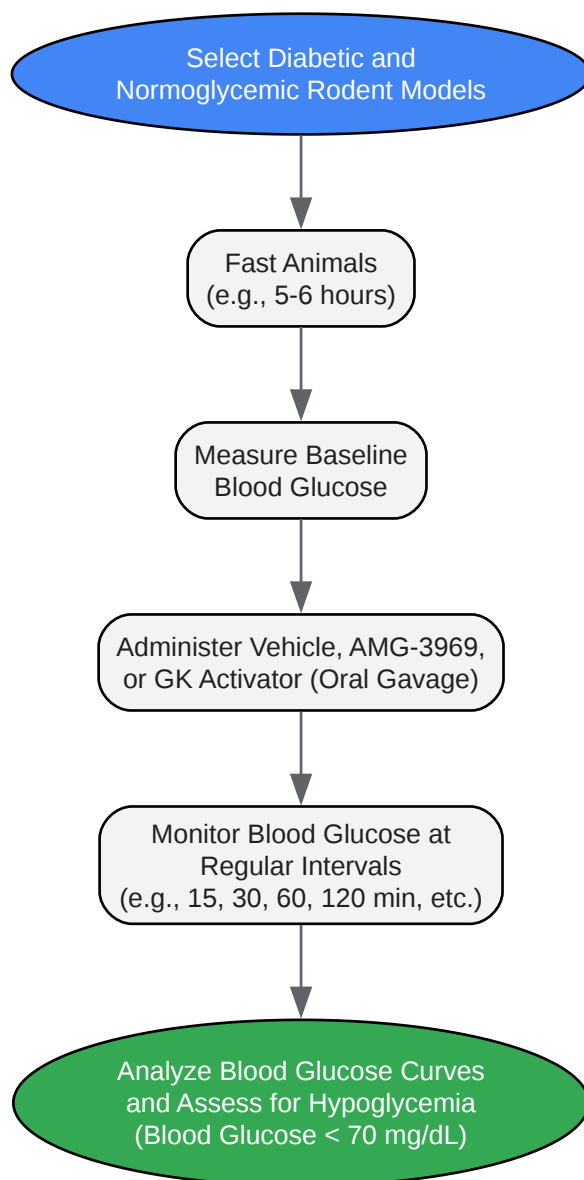 Select Diabetic and
Normoglycemic Rodent Models
Fast Animals
(e.g., 5-6 hours)
Measure Baseline
Blood Glucose
Administer Vehicle, AMG-3969,
or GK Activator (Oral Gavage)
Monitor Blood Glucose at
Regular Intervals
(e.g., 15, 30, 60, 120 min, etc.)
Analyze Blood Glucose Curves
and Assess for Hypoglycemia
(Blood Glucose < 70 mg/dL)